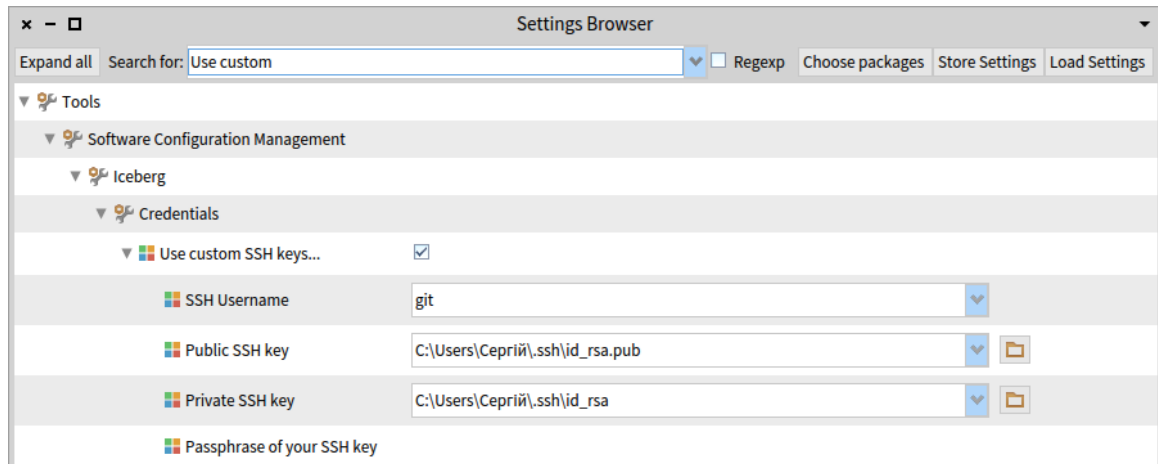 Settings Browser
Expand all Search for: Use custom Regexp Choose packages Store Settings Load Settings
Tools
Software Configuration Management
Iceberg
Credentials
Use custom SSH keys...
SSH Username git
Public SSH key C:\Users\Сергій\.ssh\id_rsa.pub
Private SSH key C:\Users\Сергій\.ssh\id_rsa
Passphrase of your SSH key